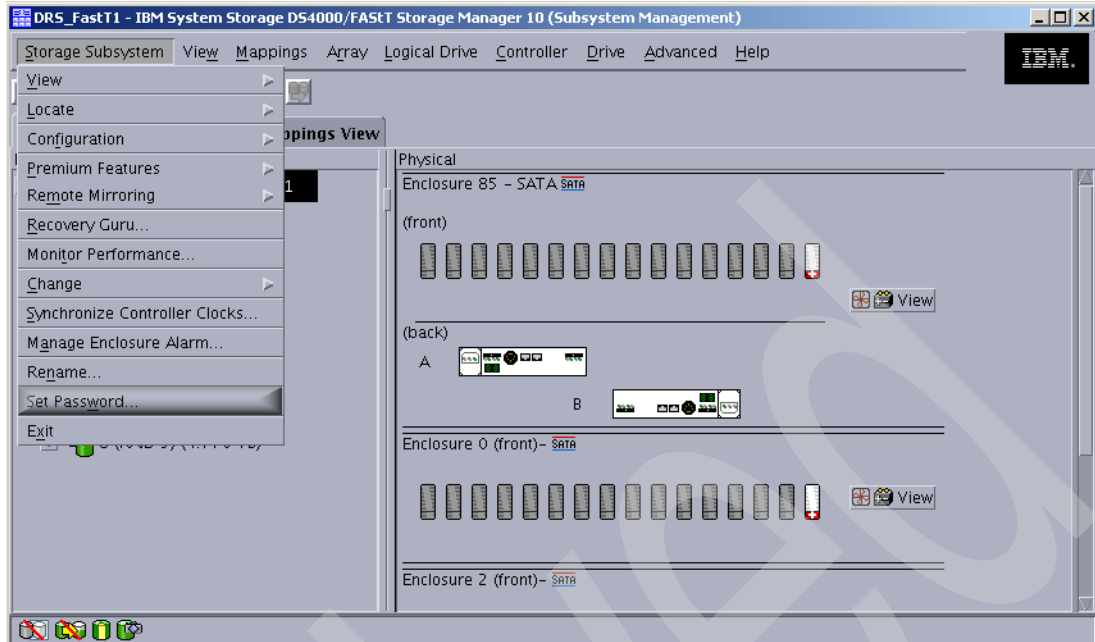 DRS_FastT1 - IBM System Storage DS4000/FAStT Storage Manager 10 (Subsystem Management)
Storage Subsystem View Mappings Array Logical Drive Controller Drive Advanced Help
IBM.
View
Locate
Configuration
Premium Features
Remote Mirroring
Recovery Guru...
Monitor Performance...
Change
Synchronize Controller Clocks...
Manage Enclosure Alarm...
Rename...
Set Password...
Exit
View
1
Physical
Enclosure 85 - SATA SATA
(front)
View
(back)
A
B
Enclosure 0 (front)- SATA
View
Enclosure 2 (front)- SATA